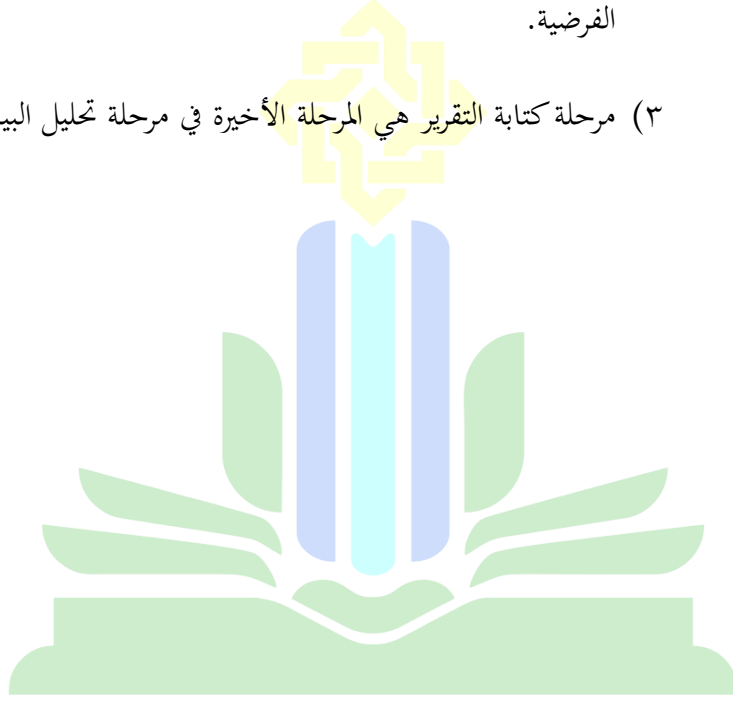 الفرضية.
٣) مرحلة كتابة التقرير هي المرحلة الأخيرة في مرحلة تحليل